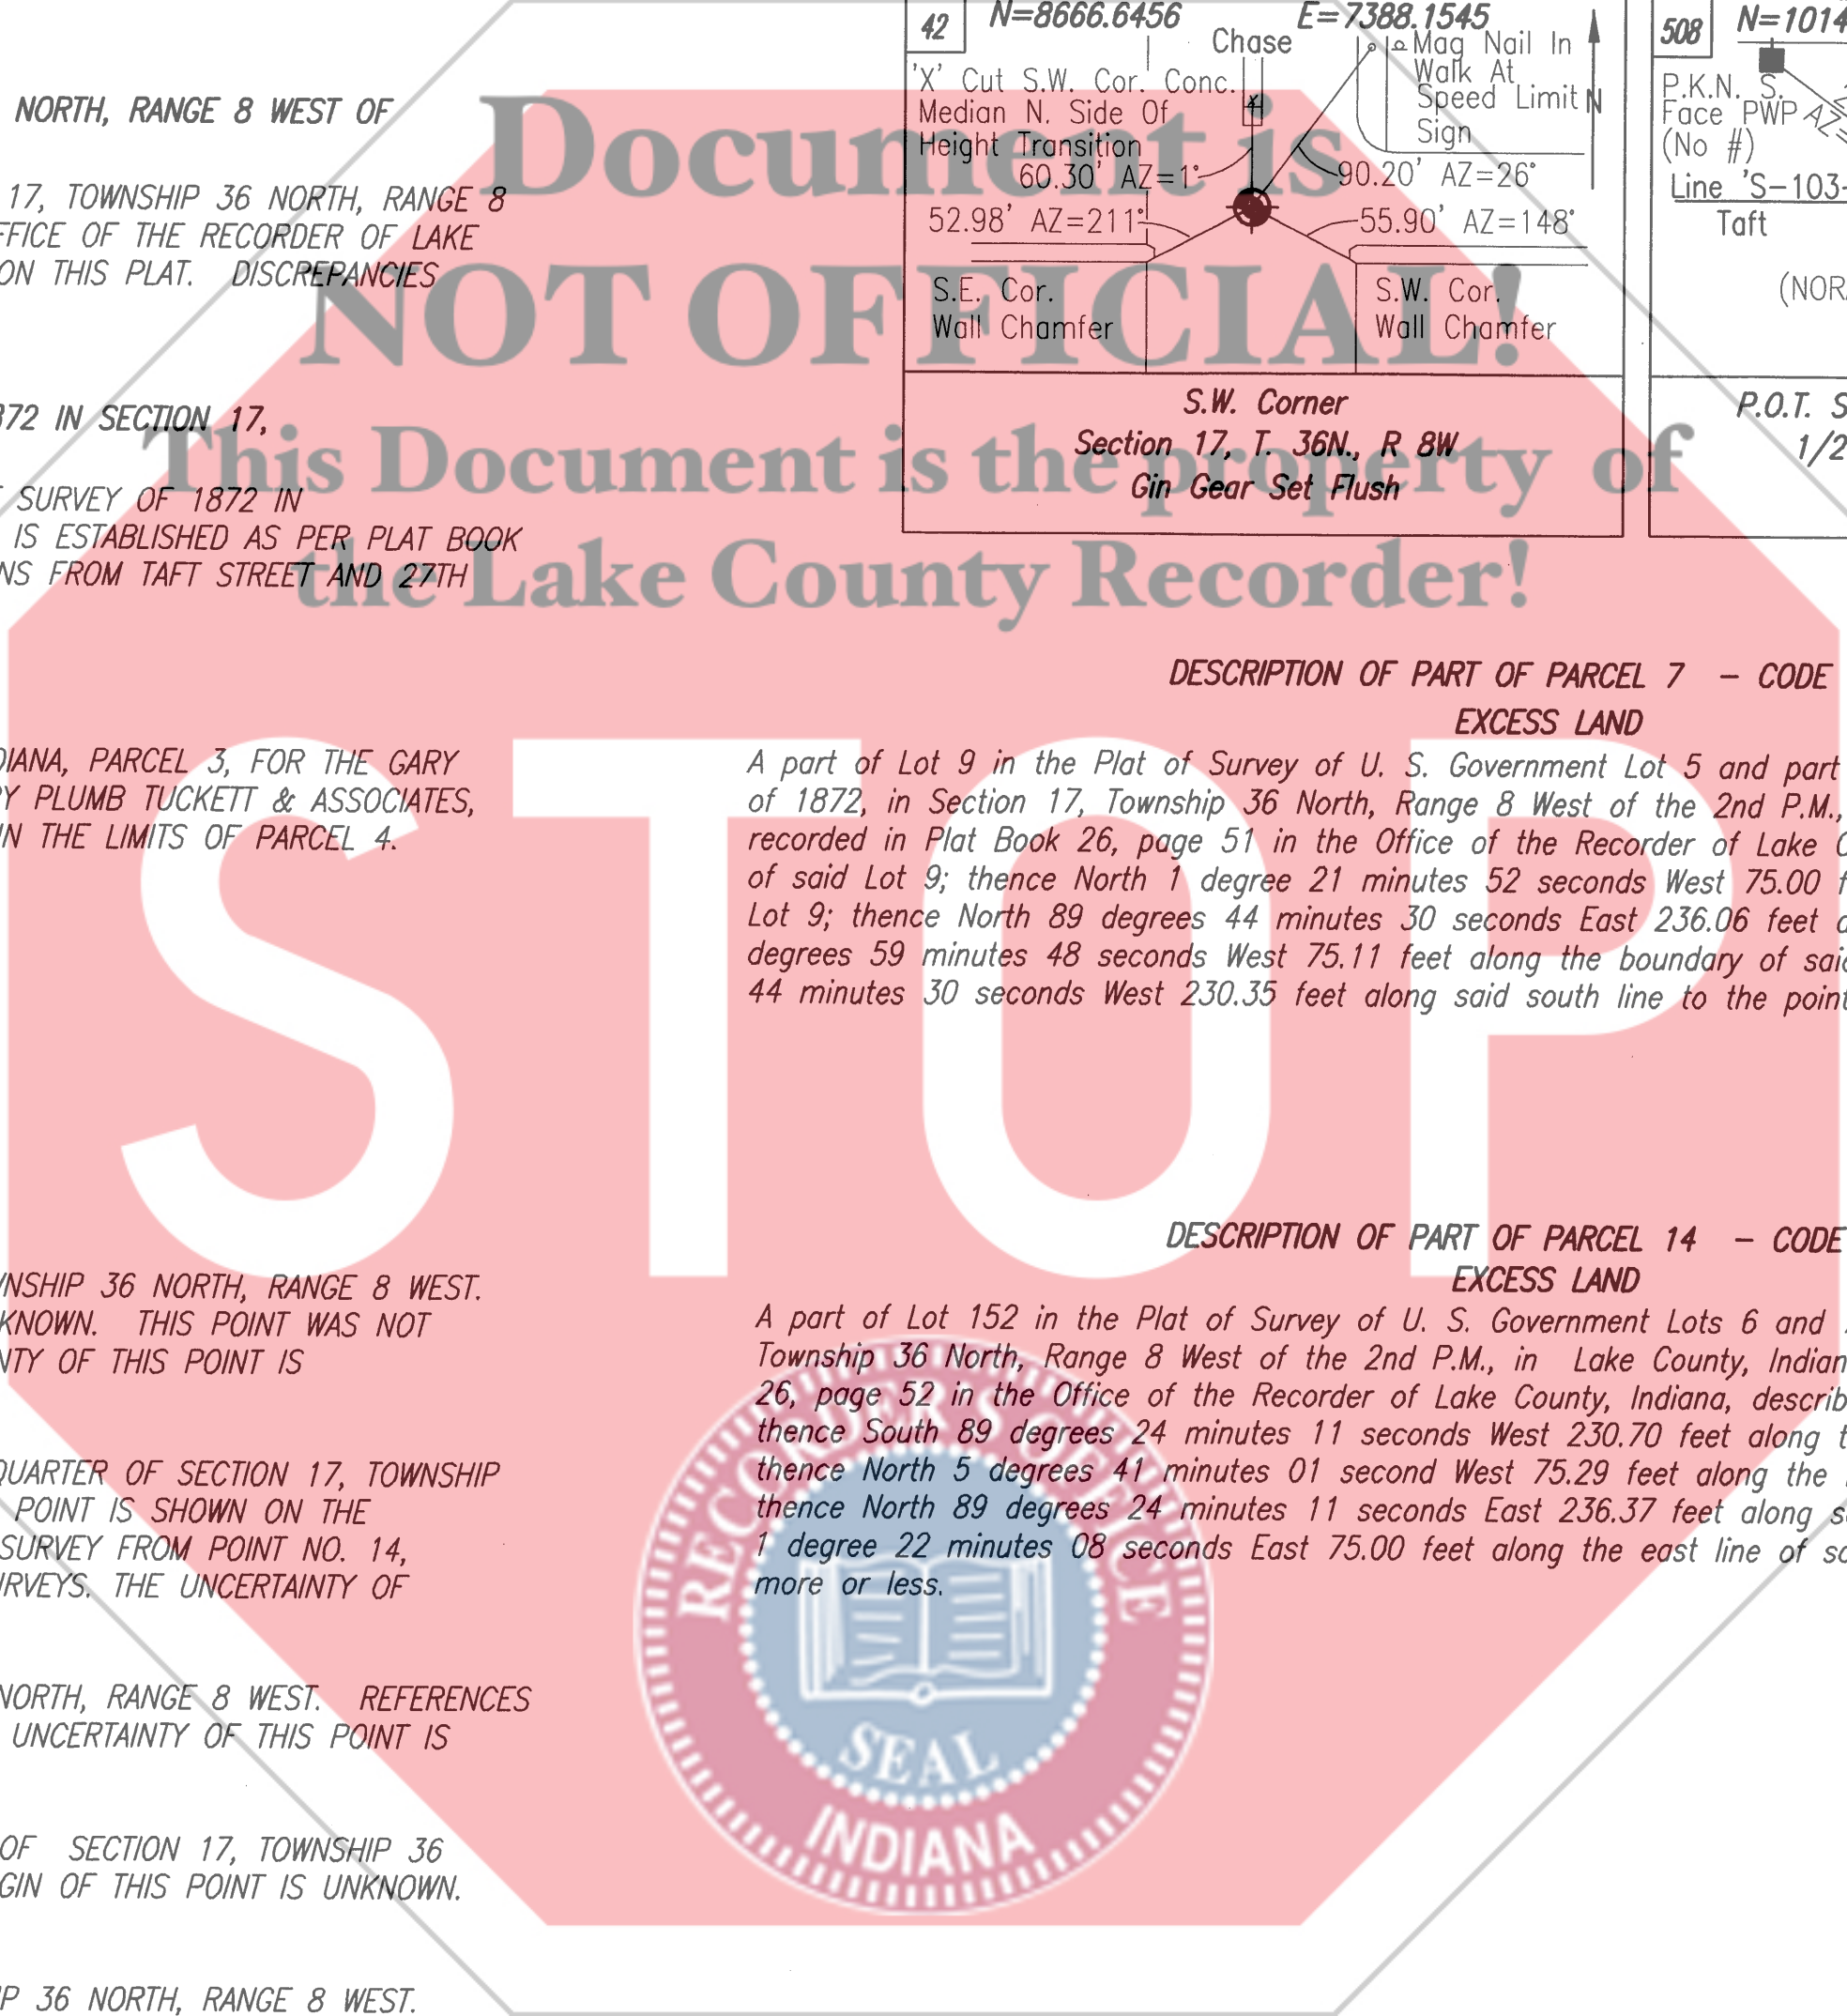 NORTH, RANGE 8 WEST OF
17, TOWNSHIP 36 NORTH, RANGE 8
OFFICE OF THE RECORDER OF LAKE
ON THIS PLAT. DISCREPANCIES
1872 IN SECTION 17,
SURVEY OF 1872 IN
IS ESTABLISHED AS PER PLAT BOOK
FROM TAFT STREET AND 27TH
INDIANA, PARCEL 3, FOR THE GARY
BY PLUMB TUCKETT & ASSOCIATES,
IN THE LIMITS OF PARCEL 4.
TOWNSHIP 36 NORTH, RANGE 8 WEST.
UNKNOWN. THIS POINT WAS NOT
OF THIS POINT IS
QUARTER OF SECTION 17, TOWNSHIP
POINT IS SHOWN ON THE
SURVEY FROM POINT NO. 14,
SURVEYS. THE UNCERTAINTY OF
NORTH, RANGE 8 WEST. REFERENCES
UNCERTAINTY OF THIS POINT IS
OF SECTION 17, TOWNSHIP 36
ORIGIN OF THIS POINT IS UNKNOWN.
36 NORTH, RANGE 8 WEST.
42 N=8666.6456 E=7388.1545
Chase
Mag Nail In
Walk At
Speed Limit
Sign
N
'X' Cut S.W. Cor. Conc.
Median N. Side Of
Height Transition
60.30' AZ=1°
90.20' AZ=26°
52.98' AZ=211°
55.90' AZ=148°
S.E. Cor.
Wall Chamfer
S.W. Cor.
Wall Chamfer
S.W. Corner
Section 17, T. 36N., R 8W
Gin Gear Set Flush
508 N=1014
P.K.N. S.
Face PWP
(No #)
AZ=
Line 'S-103-
Taft
(NOR
P.O.T. S
1/2
Document is
NOT OFFICIAL!
This Document is the property of
the Lake County Recorder!
STOP
DESCRIPTION OF PART OF PARCEL 7 – CODE
EXCESS LAND
A part of Lot 9 in the Plat of Survey of U. S. Government Lot 5 and part
of 1872, in Section 17, Township 36 North, Range 8 West of the 2nd P.M.,
recorded in Plat Book 26, page 51 in the Office of the Recorder of Lake C
of said Lot 9; thence North 1 degree 21 minutes 52 seconds West 75.00 f
Lot 9; thence North 89 degrees 44 minutes 30 seconds East 236.06 feet
degrees 59 minutes 48 seconds West 75.11 feet along the boundary of said
44 minutes 30 seconds West 230.35 feet along said south line to the point
DESCRIPTION OF PART OF PARCEL 14 – CODE
EXCESS LAND
A part of Lot 152 in the Plat of Survey of U. S. Government Lots 6 and
Township 36 North, Range 8 West of the 2nd P.M., in Lake County, Indian
26, page 52 in the Office of the Recorder of Lake County, Indiana, describ
thence South 89 degrees 24 minutes 11 seconds West 230.70 feet along t
thence North 5 degrees 41 minutes 01 second West 75.29 feet along the
thence North 89 degrees 24 minutes 11 seconds East 236.37 feet along s
1 degree 22 minutes 08 seconds East 75.00 feet along the east line of
more or less.
RECORDER'S OFFICE
SEAL
INDIANA